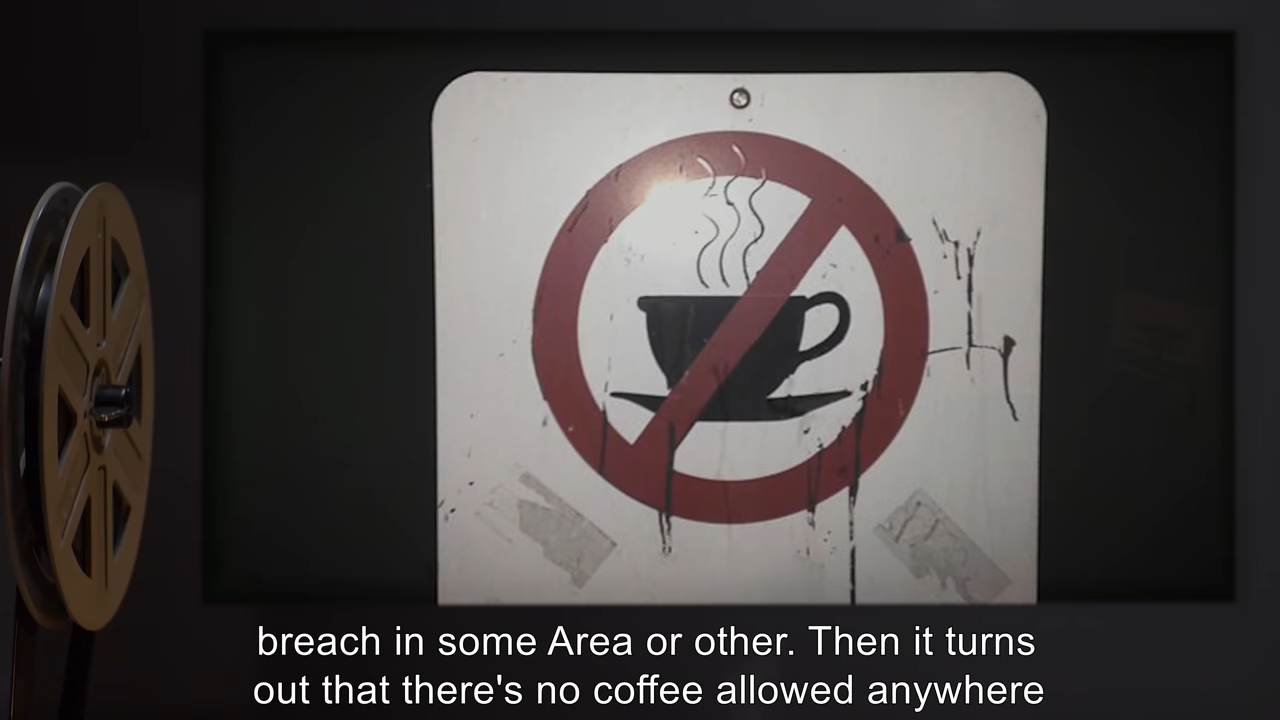 breach in some Area or other. Then it turns
out that there's no coffee allowed anywhere